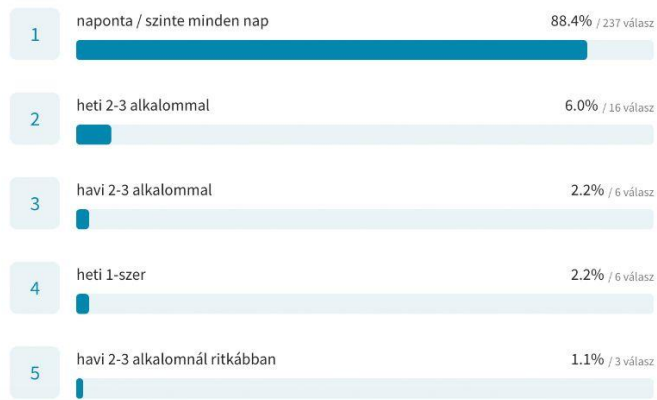 1
naponta / szinte minden nap
88.4% / 237 válasz
2
heti 2-3 alkalommal
6.0% / 16 válasz
3
havi 2-3 alkalommal
2.2% / 6 válasz
4
heti 1-szer
2.2% / 6 válasz
5
havi 2-3 alkalomnál ritkábban
1.1% / 3 válasz